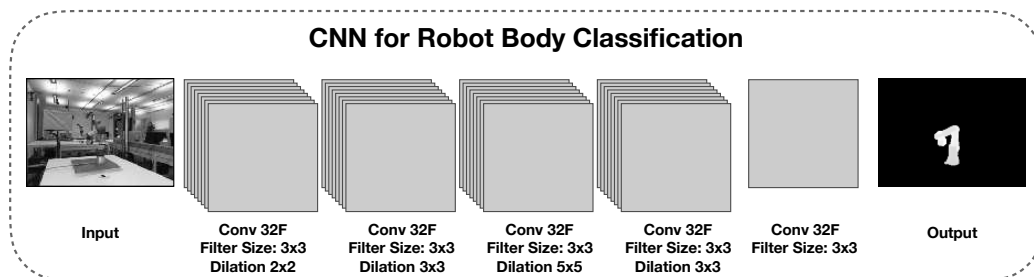 CNN for Robot Body Classification
Input
Conv 32F
Filter Size: 3x3
Dilation 2x2
Conv 32F
Filter Size: 3x3
Dilation 3x3
Conv 32F
Filter Size: 3x3
Dilation 5x5
Conv 32F
Filter Size: 3x3
Dilation 3x3
Conv 32F
Filter Size: 3x3
Output